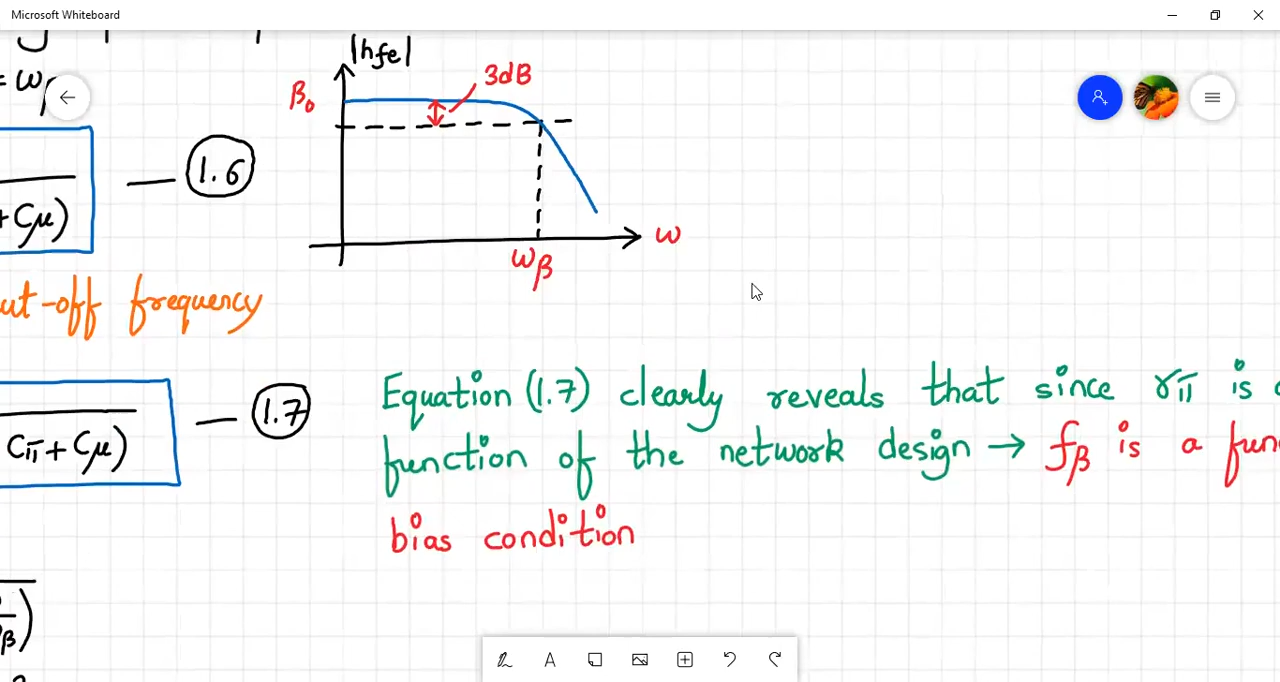 Microsoft Whiteboard
|hfe|
= ωβ
β₀
3dB
1.6
+ Cμ)
ω
ωβ
ut-off frequency
Equation (1.7) clearly reveals that since rπ is a
1.7
Cπ + Cμ)
function of the network design → fβ is a fun
bias condition
A